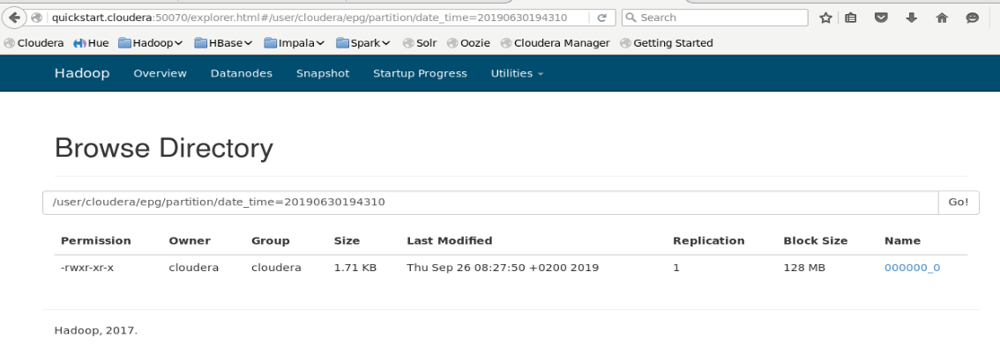 quickstart.cloudera:50070/explorer.html#/user/cloudera/epg/partition/date_time=20190630194310 Search
Cloudera Hue Hadoop HBase Impala Spark Solr Oozie Cloudera Manager Getting Started
Hadoop Overview Datanodes Snapshot Startup Progress Utilities
Browse Directory
/user/cloudera/epg/partition/date_time=20190630194310 Go!
Permission Owner Group Size Last Modified Replication Block Size Name
-rwxr-xr-x cloudera cloudera 1.71 KB Thu Sep 26 08:27:50 +0200 2019 1 128 MB 000000_0
Hadoop, 2017.